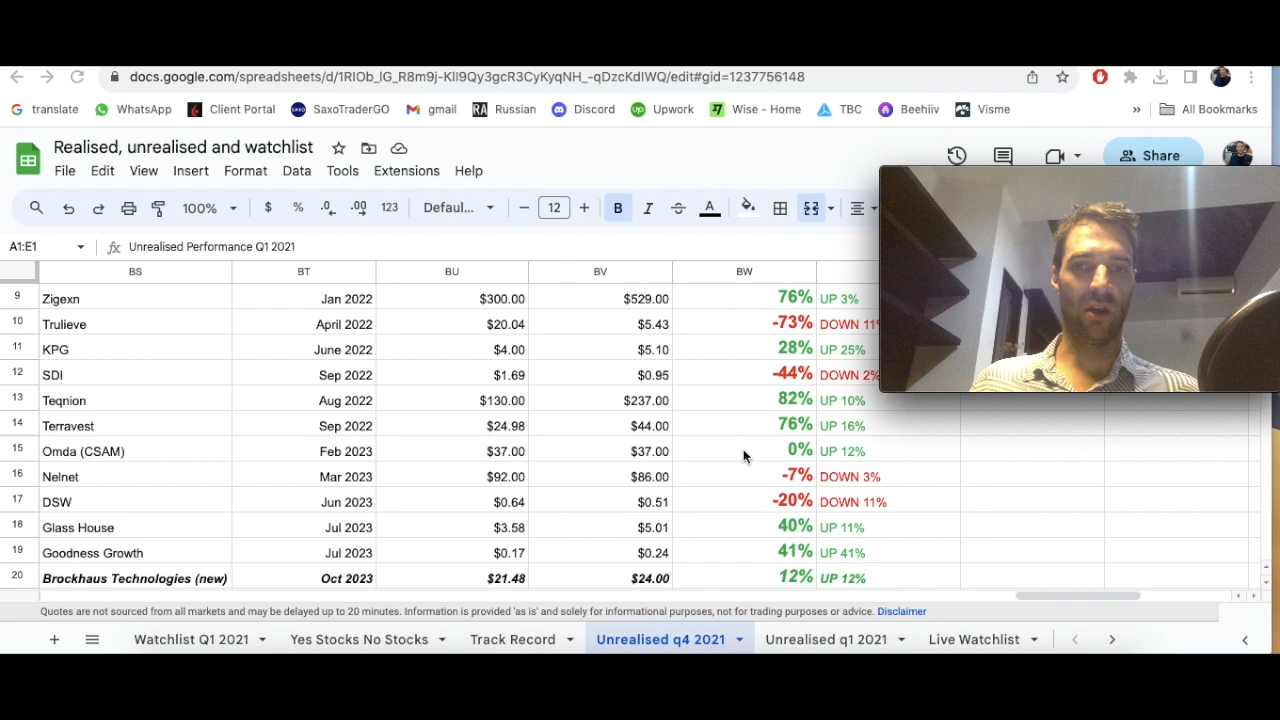 docs.google.com/spreadsheets/d/1RIOb_lG_R8m9j-KIl9Qy3gcR3CyKyqNH_-qDzcKdIWQ/edit#gid=1237756148
translate WhatsApp Client Portal SaxoTraderGO gmail RA Russian Discord Upwork Wise - Home TBC Beehiiv Visme » All Bookmarks
Realised, unrealised and watchlist
File Edit View Insert Format Data Tools Extensions Help
Share
100% $ % .0 .00 123 Defaul... − 12 + B I S A
A1:E1 fx Unrealised Performance Q1 2021
BS BT BU BV BW
9 Zigexn Jan 2022 $300.00 $529.00 76% UP 3%
10 Trulieve April 2022 $20.04 $5.43 -73% DOWN 11%
11 KPG June 2022 $4.00 $5.10 28% UP 25%
12 SDI Sep 2022 $1.69 $0.95 -44% DOWN 2%
13 Teqnion Aug 2022 $130.00 $237.00 82% UP 10%
14 Terravest Sep 2022 $24.98 $44.00 76% UP 16%
15 Omda (CSAM) Feb 2023 $37.00 $37.00 0% UP 12%
16 Nelnet Mar 2023 $92.00 $86.00 -7% DOWN 3%
17 DSW Jun 2023 $0.64 $0.51 -20% DOWN 11%
18 Glass House Jul 2023 $3.58 $5.01 40% UP 11%
19 Goodness Growth Jul 2023 $0.17 $0.24 41% UP 41%
20 Brockhaus Technologies (new) Oct 2023 $21.48 $24.00 12% UP 12%
Quotes are not sourced from all markets and may be delayed up to 20 minutes. Information is provided 'as is' and solely for informational purposes, not for trading purposes or advice. Disclaimer
Watchlist Q1 2021 Yes Stocks No Stocks Track Record Unrealised q4 2021 Unrealised q1 2021 Live Watchlist